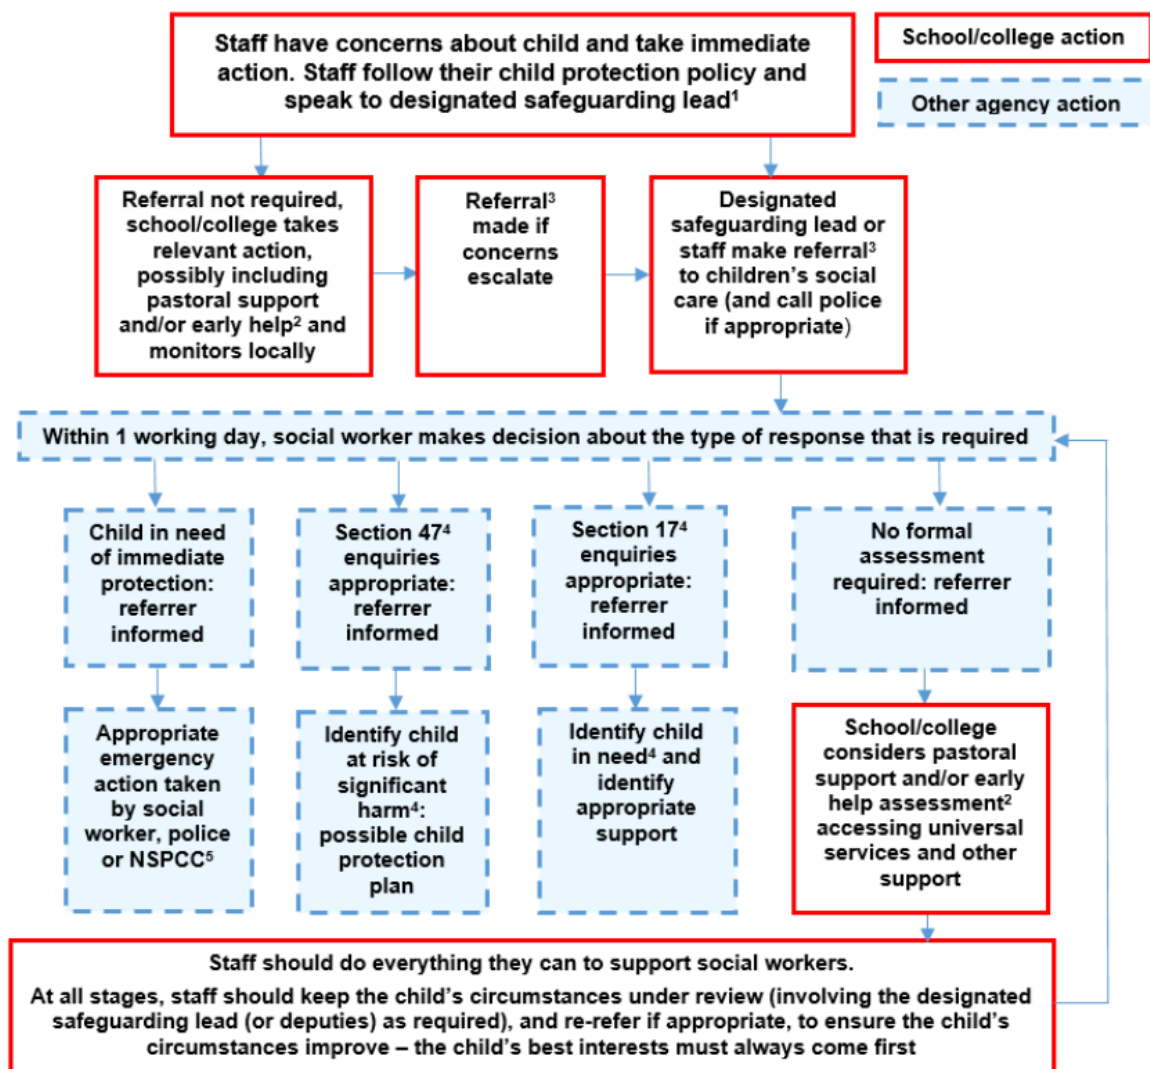 Staff have concerns about child and take immediate
action. Staff follow their child protection policy and
speak to designated safeguarding lead¹
School/college action
Other agency action
Referral not required,
school/college takes
relevant action,
possibly including
pastoral support
and/or early help² and
monitors locally
Referral³
made if
concerns
escalate
Designated
safeguarding lead or
staff make referral³
to children’s social
care (and call police
if appropriate)
Within 1 working day, social worker makes decision about the type of response that is required
Child in need
of immediate
protection:
referrer
informed
Section 47⁴
enquiries
appropriate:
referrer
informed
Section 17⁴
enquiries
appropriate:
referrer
informed
No formal
assessment
required: referrer
informed
Appropriate
emergency
action taken
by social
worker, police
or NSPCC⁵
Identify child
at risk of
significant
harm⁴:
possible child
protection
plan
Identify child
in need⁴ and
identify
appropriate
support
School/college
considers pastoral
support and/or early
help assessment²
accessing universal
services and other
support
Staff should do everything they can to support social workers.
At all stages, staff should keep the child’s circumstances under review (involving the designated
safeguarding lead (or deputies) as required), and re-refer if appropriate, to ensure the child’s
circumstances improve – the child’s best interests must always come first